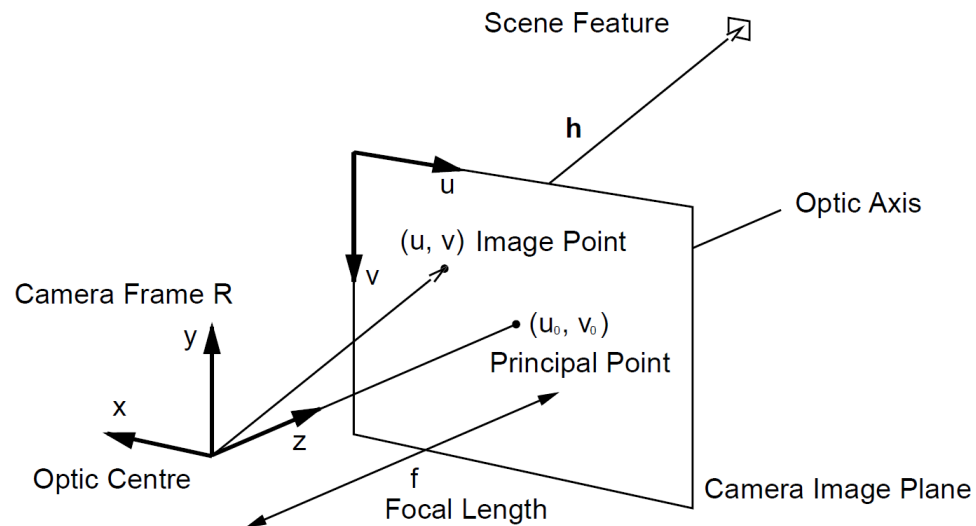 Scene Feature
h
u
Optic Axis
(u, v) Image Point
v
Camera Frame R
y
(u₀, v₀)
Principal Point
x
z
Optic Centre
f
Camera Image Plane
Focal Length